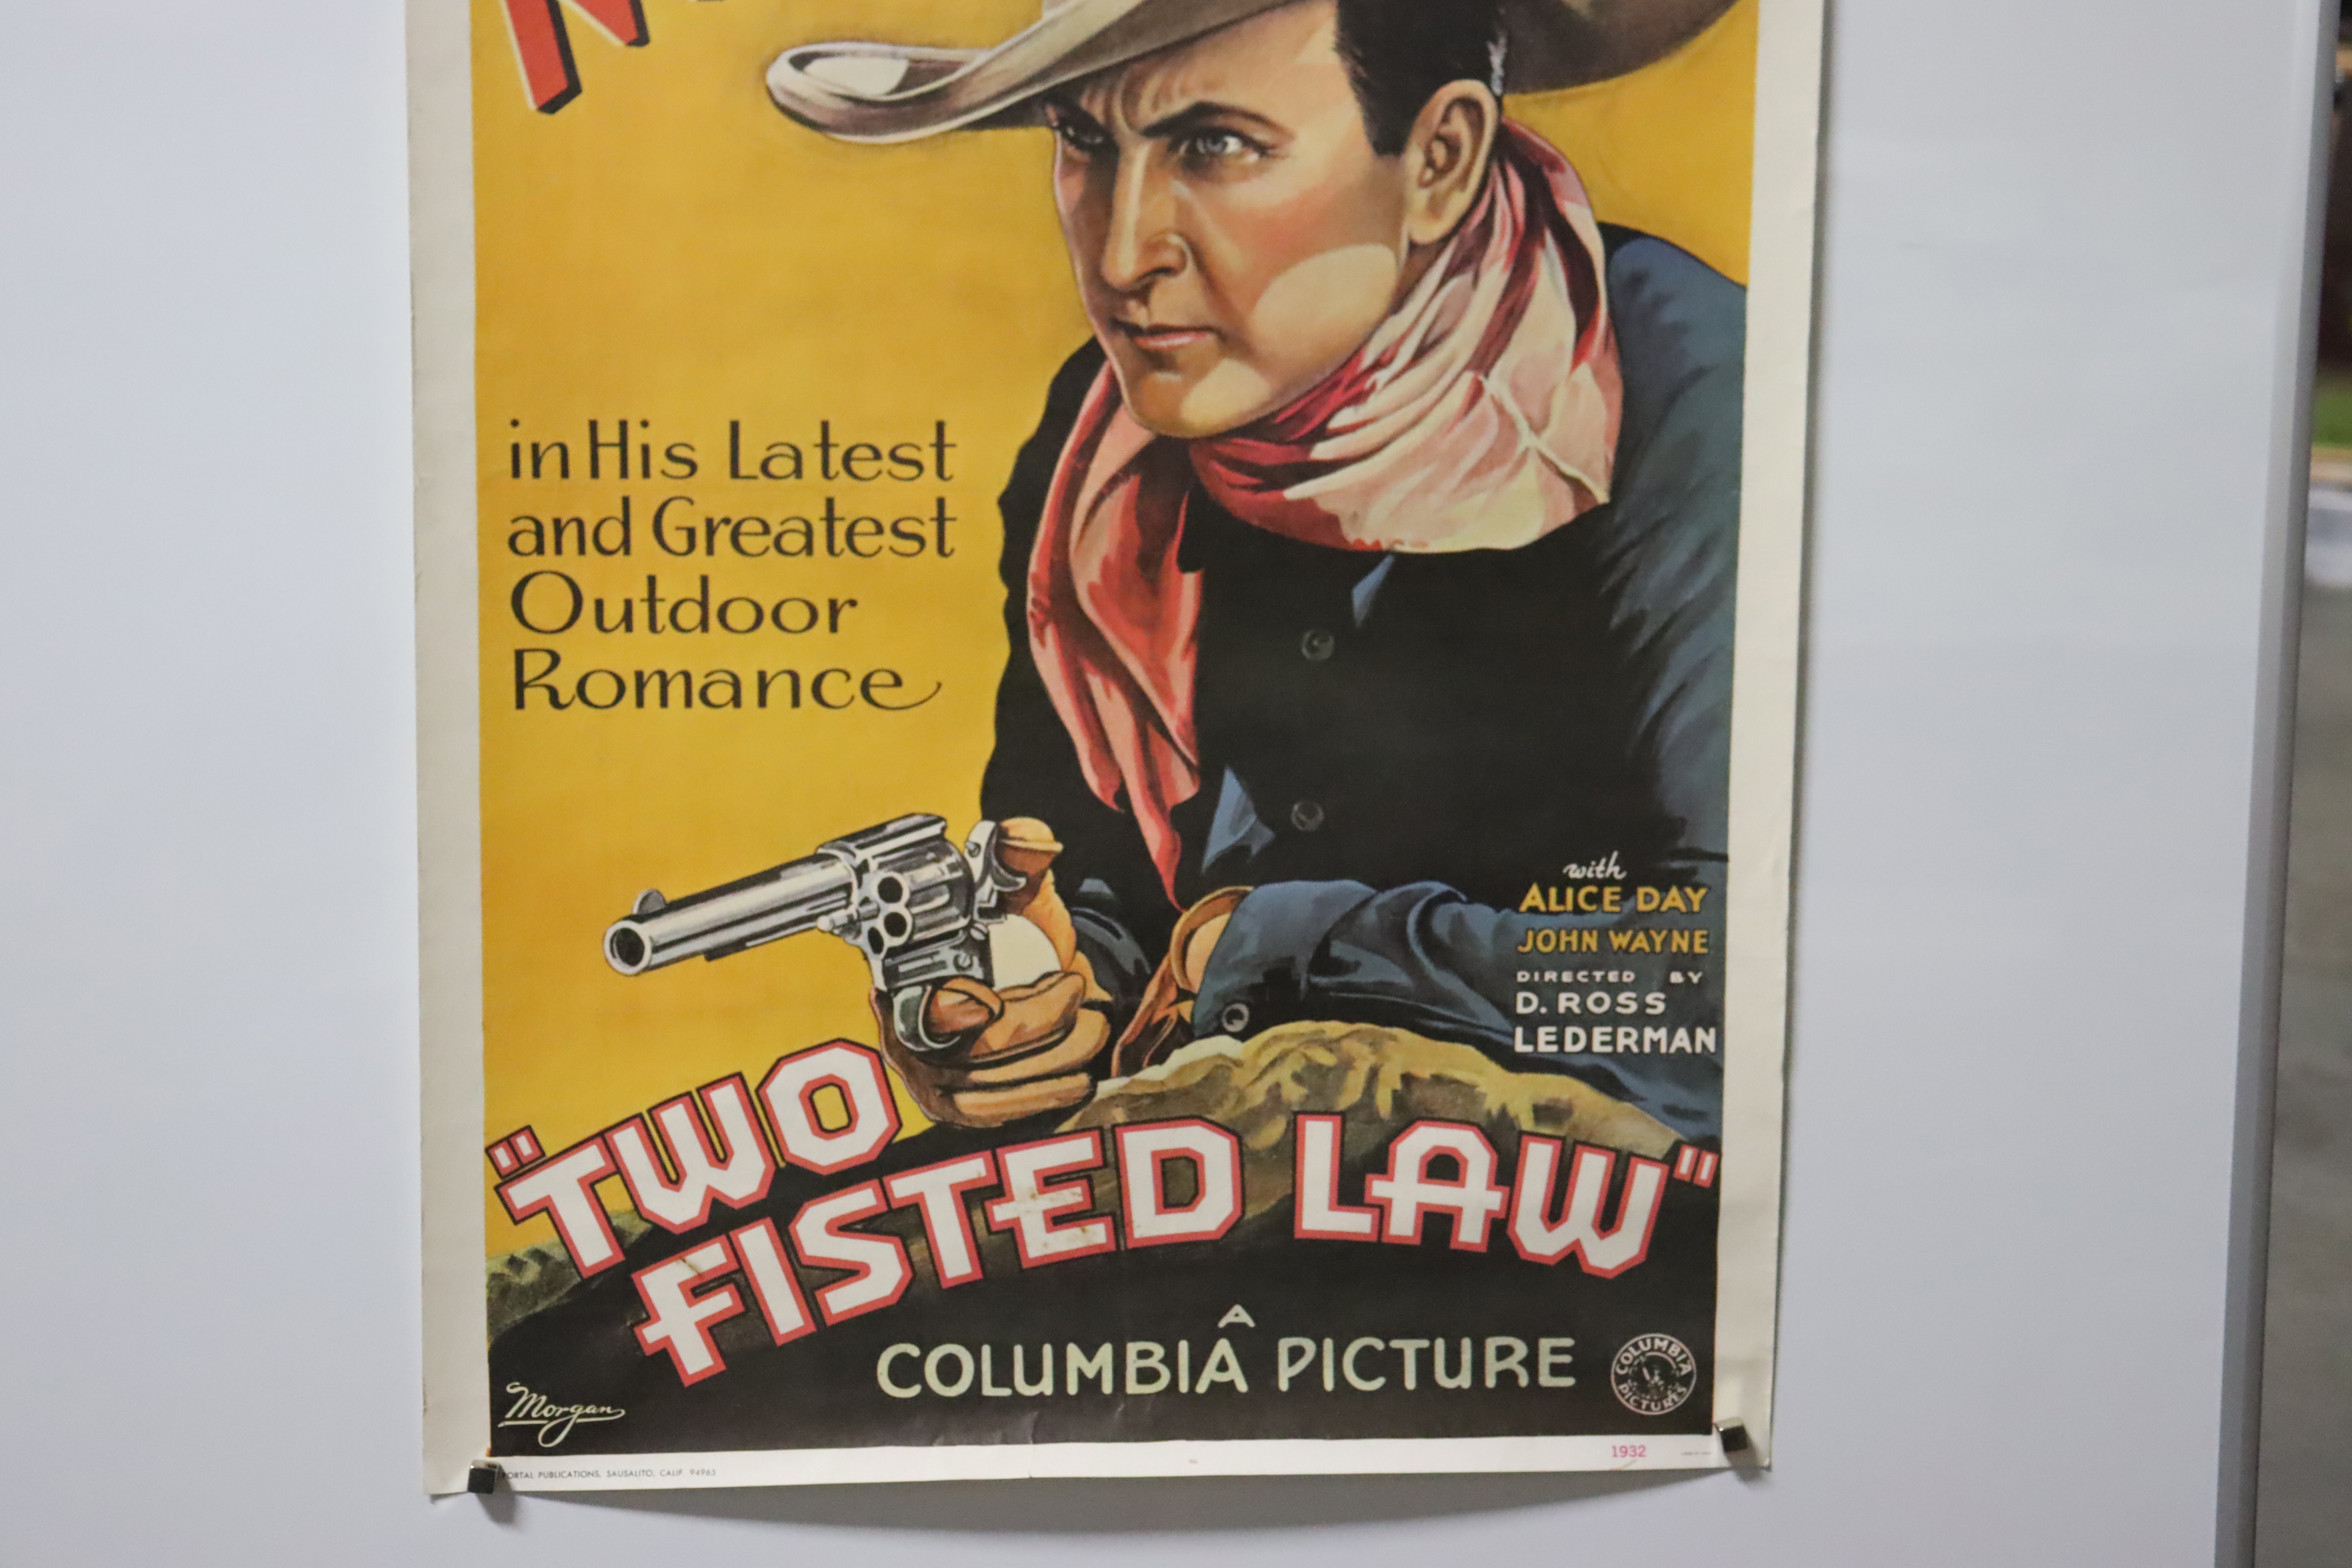 in His Latest
and Greatest
Outdoor
Romance
with
ALICE DAY
JOHN WAYNE
DIRECTED BY
D. ROSS
LEDERMAN
"TWO
FISTED LAW"
A
COLUMBIA PICTURE
COLUMBIA
PICTURES
Morgan
PORTAL PUBLICATIONS, SAUSALITO, CALIF. 94965
1932